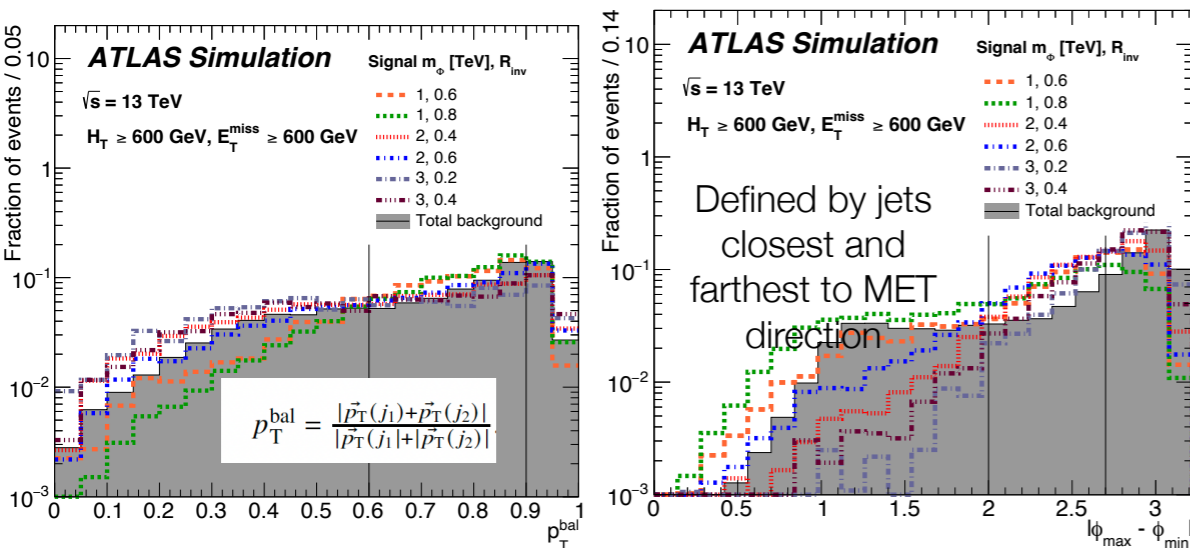 Fraction of events / 0.05
ATLAS Simulation
√s = 13 TeV
H_T ≥ 600 GeV, E_T^miss ≥ 600 GeV
Signal m_Φ [TeV], R_inv
1, 0.6
1, 0.8
2, 0.4
2, 0.6
3, 0.2
3, 0.4
Total background
10
1
10^−1
10^−2
10^−3
p_T^bal = |p⃗_T(j_1)+p⃗_T(j_2)| / |p⃗_T(j_1|+|p⃗_T(j_2)|
0 0.1 0.2 0.3 0.4 0.5 0.6 0.7 0.8 0.9 1
p_T^bal
Fraction of events / 0.14
ATLAS Simulation
√s = 13 TeV
H_T ≥ 600 GeV, E_T^miss ≥ 600 GeV
Signal m_Φ [TeV], R_inv
1, 0.6
1, 0.8
2, 0.4
2, 0.6
3, 0.2
3, 0.4
Total background
Defined by jets
closest and
farthest to MET
direction
10
1
10^−1
10^−2
10^−3
0 0.5 1 1.5 2 2.5 3
|ϕ_max - ϕ_min|